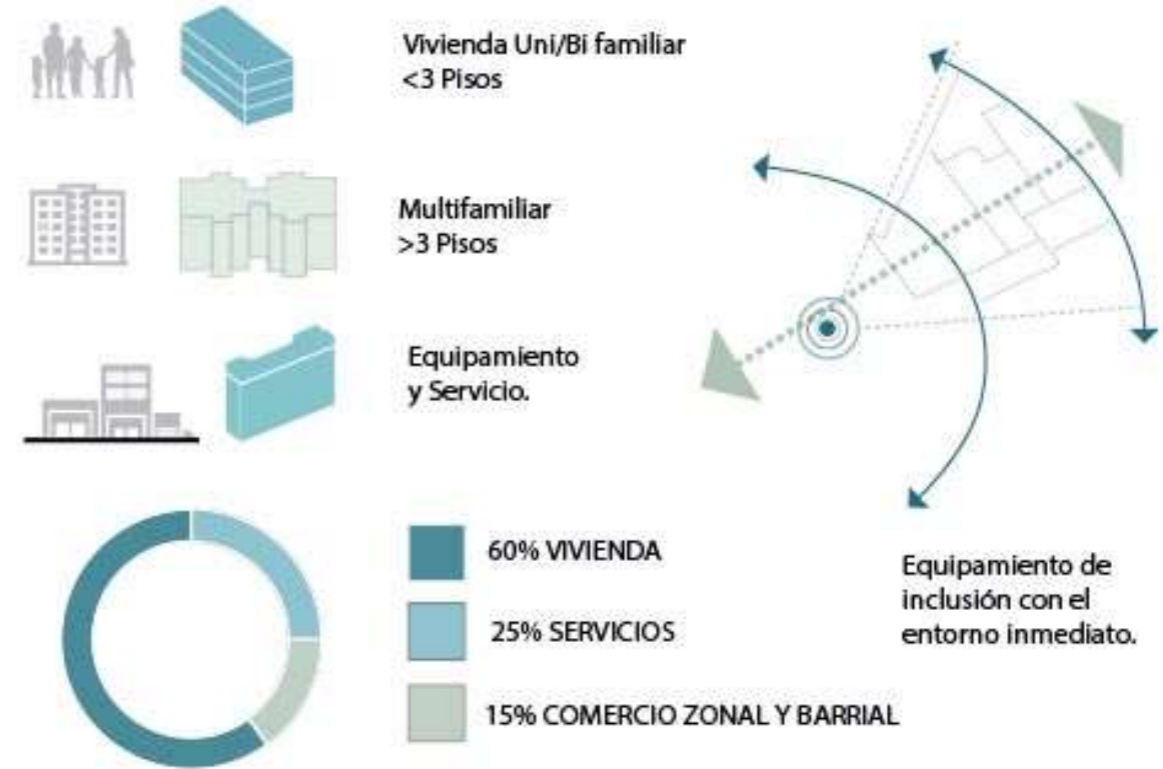 Vivienda Uni/Bi familiar
<3 Pisos
Multifamiliar
>3 Pisos
Equipamiento
y Servicio.
60% VIVIENDA
25% SERVICIOS
15% COMERCIO ZONAL Y BARRIAL
Equipamiento de
inclusión con el
entorno inmediato.